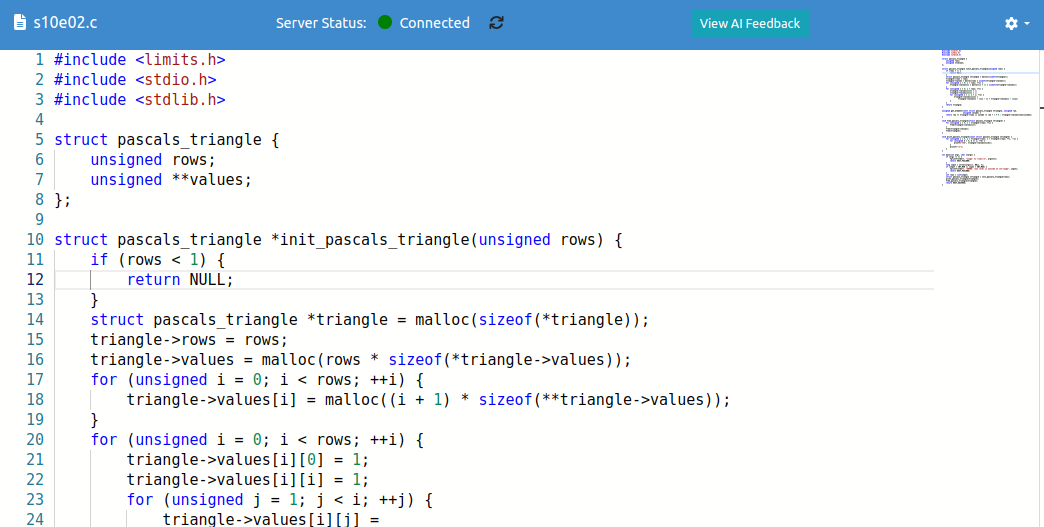 s10e02.c
Server Status: Connected
View AI Feedback
1 #include <limits.h>
2 #include <stdio.h>
3 #include <stdlib.h>
4
5 struct pascals_triangle {
6     unsigned rows;
7     unsigned **values;
8 };
9
10 struct pascals_triangle *init_pascals_triangle(unsigned rows) {
11     if (rows < 1) {
12         return NULL;
13     }
14     struct pascals_triangle *triangle = malloc(sizeof(*triangle));
15     triangle->rows = rows;
16     triangle->values = malloc(rows * sizeof(*triangle->values));
17     for (unsigned i = 0; i < rows; ++i) {
18         triangle->values[i] = malloc((i + 1) * sizeof(**triangle->values));
19     }
20     for (unsigned i = 0; i < rows; ++i) {
21         triangle->values[i][0] = 1;
22         triangle->values[i][i] = 1;
23         for (unsigned j = 1; j < i; ++j) {
24             triangle->values[i][j] =